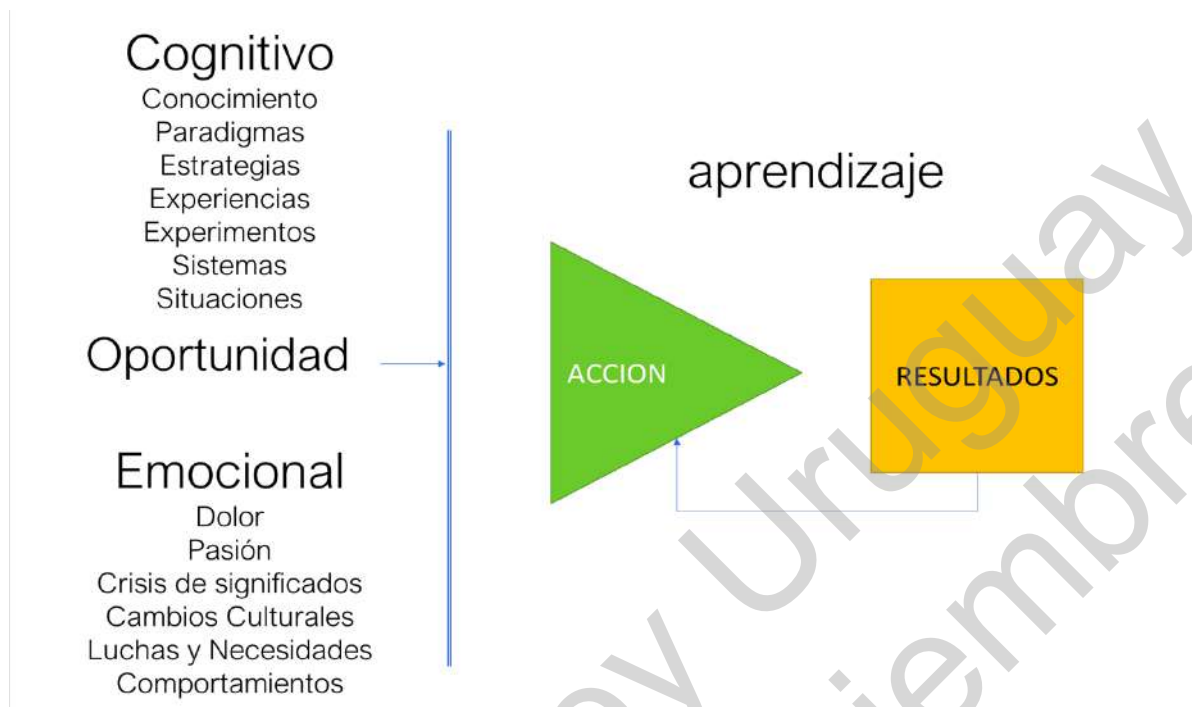 Cognitivo
Conocimiento
Paradigmas
Estrategias
Experiencias
Experimentos
Sistemas
Situaciones
Oportunidad
Emocional
Dolor
Pasión
Crisis de significados
Cambios Culturales
Luchas y Necesidades
Comportamientos
aprendizaje
ACCION
RESULTADOS
Uruguay